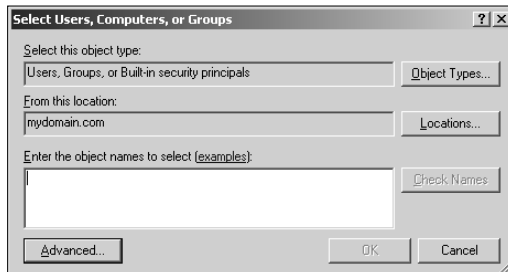 Select Users, Computers, or Groups
Select this object type:
Users, Groups, or Built-in security principals
Object Types...
From this location:
mydomain.com
Locations...
Enter the object names to select (examples):
Check Names
Advanced...
OK
Cancel